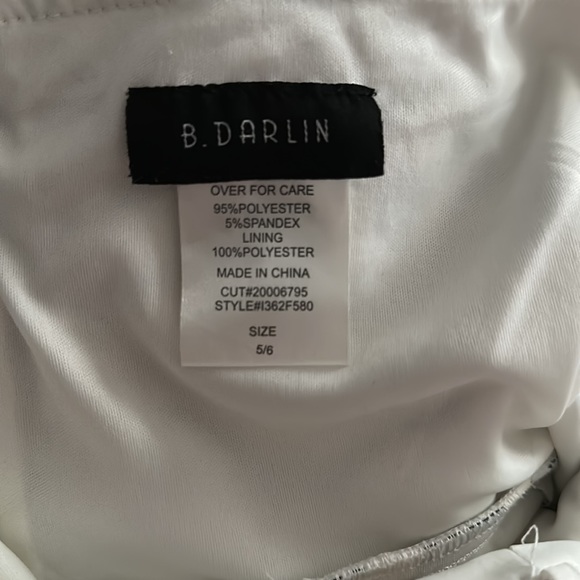 B. DARLIN
OVER FOR CARE
95%POLYESTER
5%SPANDEX
LINING
100%POLYESTER
MADE IN CHINA
CUT#20006795
STYLE#I362F580
SIZE
5/6